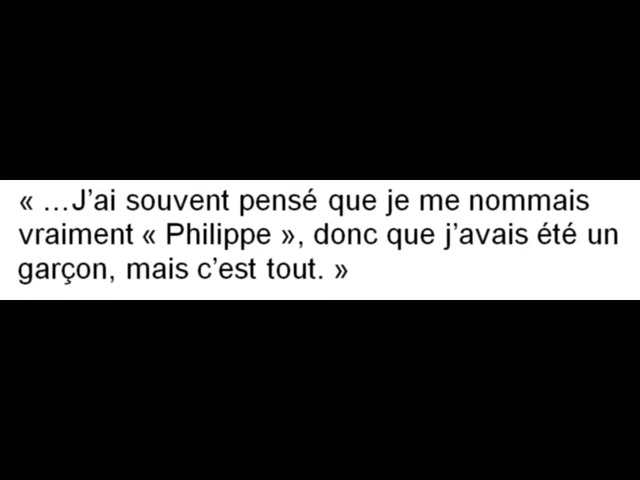 « …J’ai souvent pensé que je me nommais
vraiment « Philippe », donc que j’avais été un
garçon, mais c’est tout. »